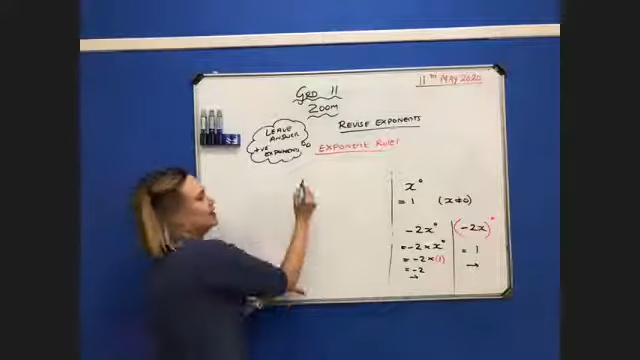 11TH MAY 2020
GRD 11
ZOOM
REVISE EXPONENTS
LEAVE
ANSWER
+VE
EXPONENTS
EXPONENT RULES
x⁰
= 1 (x≠0)
-2x⁰
= -2 × x⁰
= -2 × (1)
= -2
→
(-2x)⁰
= 1
→